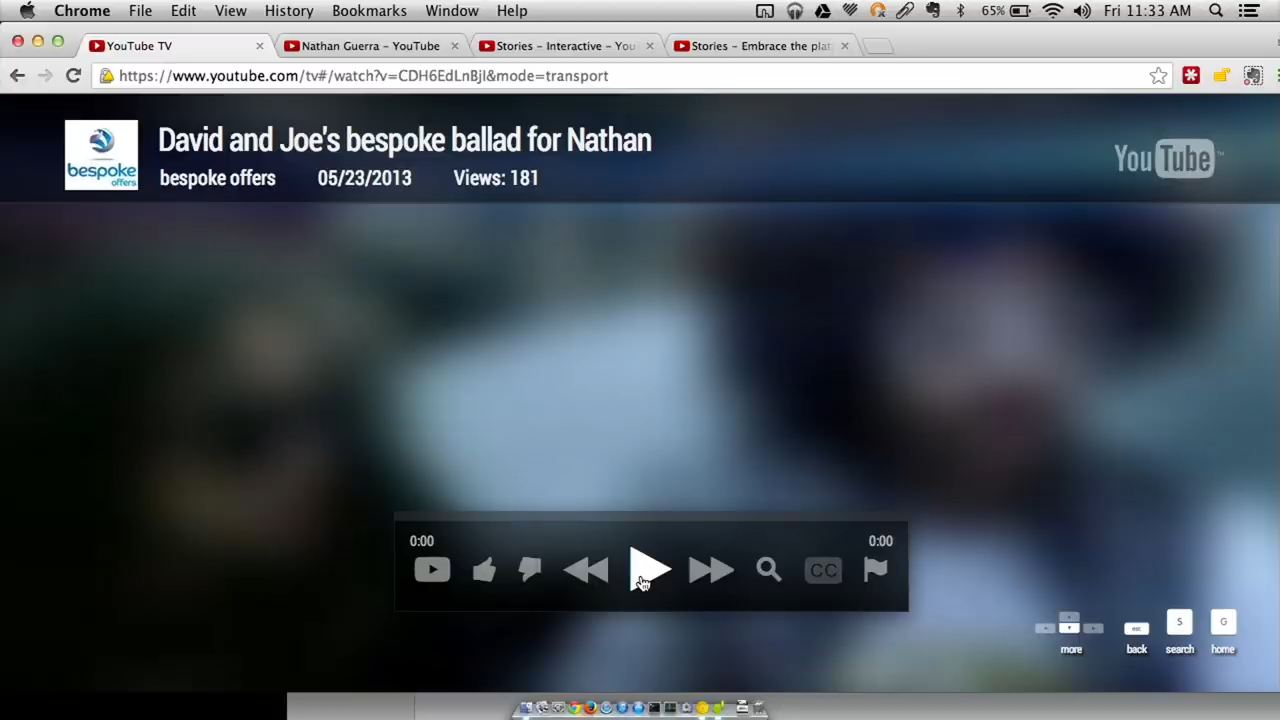 Chrome File Edit View History Bookmarks Window Help 65% Fri 11:33 AM
YouTube TV Nathan Guerra – YouTube Stories – Interactive – You Stories – Embrace the plat
https://www.youtube.com/tv#/watch?v=CDH6EdLnBjI&mode=transport
David and Joe's bespoke ballad for Nathan
bespoke offers
bespoke offers 05/23/2013 Views: 181
YouTube
0:00 0:00
CC
esc S G
more back search home